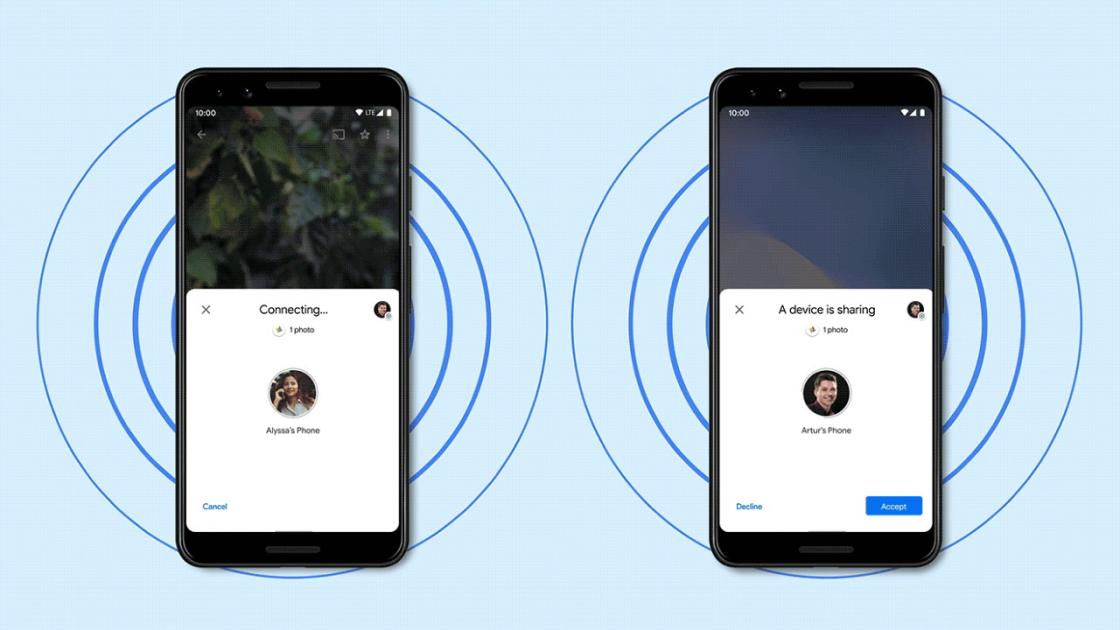 10:00
LTE
Connecting...
1 photo
Alyssa's Phone
Cancel
10:00
A device is sharing
1 photo
Artur's Phone
Decline
Accept